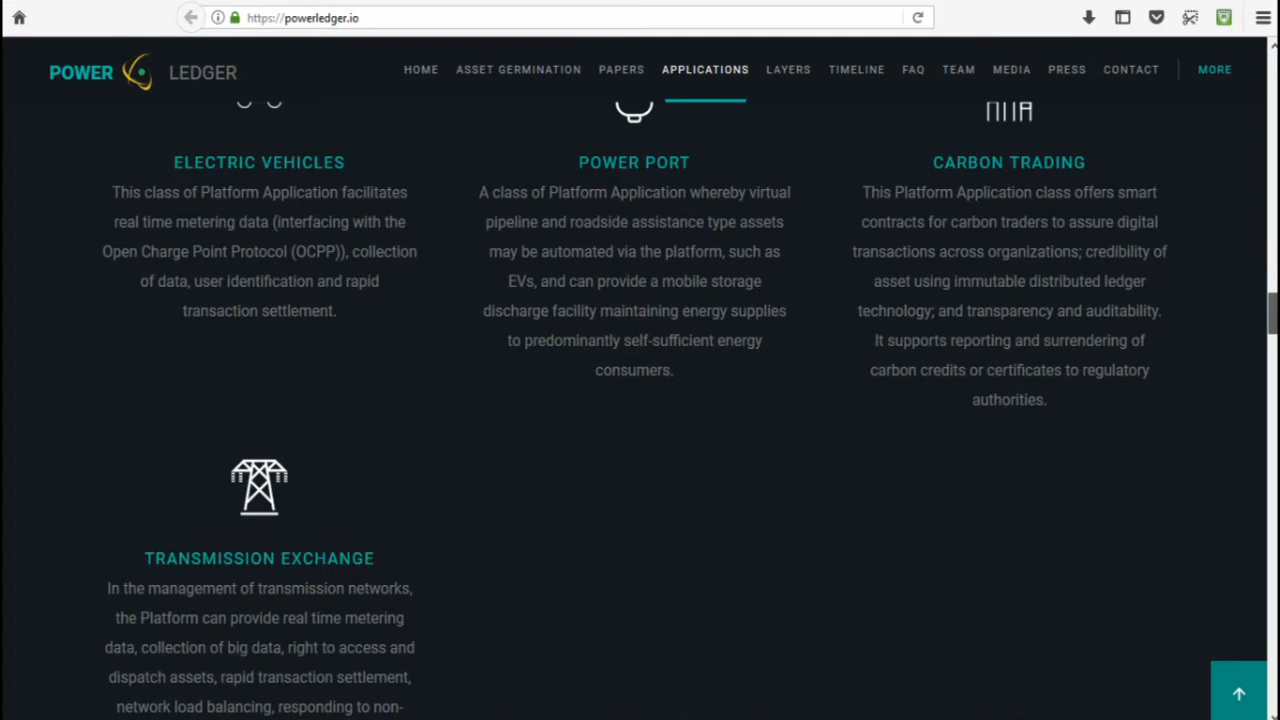 https://powerledger.io
POWER LEDGER
HOME ASSET GERMINATION PAPERS APPLICATIONS LAYERS TIMELINE FAQ TEAM MEDIA PRESS CONTACT MORE
ELECTRIC VEHICLES
This class of Platform Application facilitates
real time metering data (interfacing with the
Open Charge Point Protocol (OCPP)), collection
of data, user identification and rapid
transaction settlement.
POWER PORT
A class of Platform Application whereby virtual
pipeline and roadside assistance type assets
may be automated via the platform, such as
EVs, and can provide a mobile storage
discharge facility maintaining energy supplies
to predominantly self-sufficient energy
consumers.
CARBON TRADING
This Platform Application class offers smart
contracts for carbon traders to assure digital
transactions across organizations; credibility of
asset using immutable distributed ledger
technology; and transparency and auditability.
It supports reporting and surrendering of
carbon credits or certificates to regulatory
authorities.
TRANSMISSION EXCHANGE
In the management of transmission networks,
the Platform can provide real time metering
data, collection of big data, right to access and
dispatch assets, rapid transaction settlement,
network load balancing, responding to non-